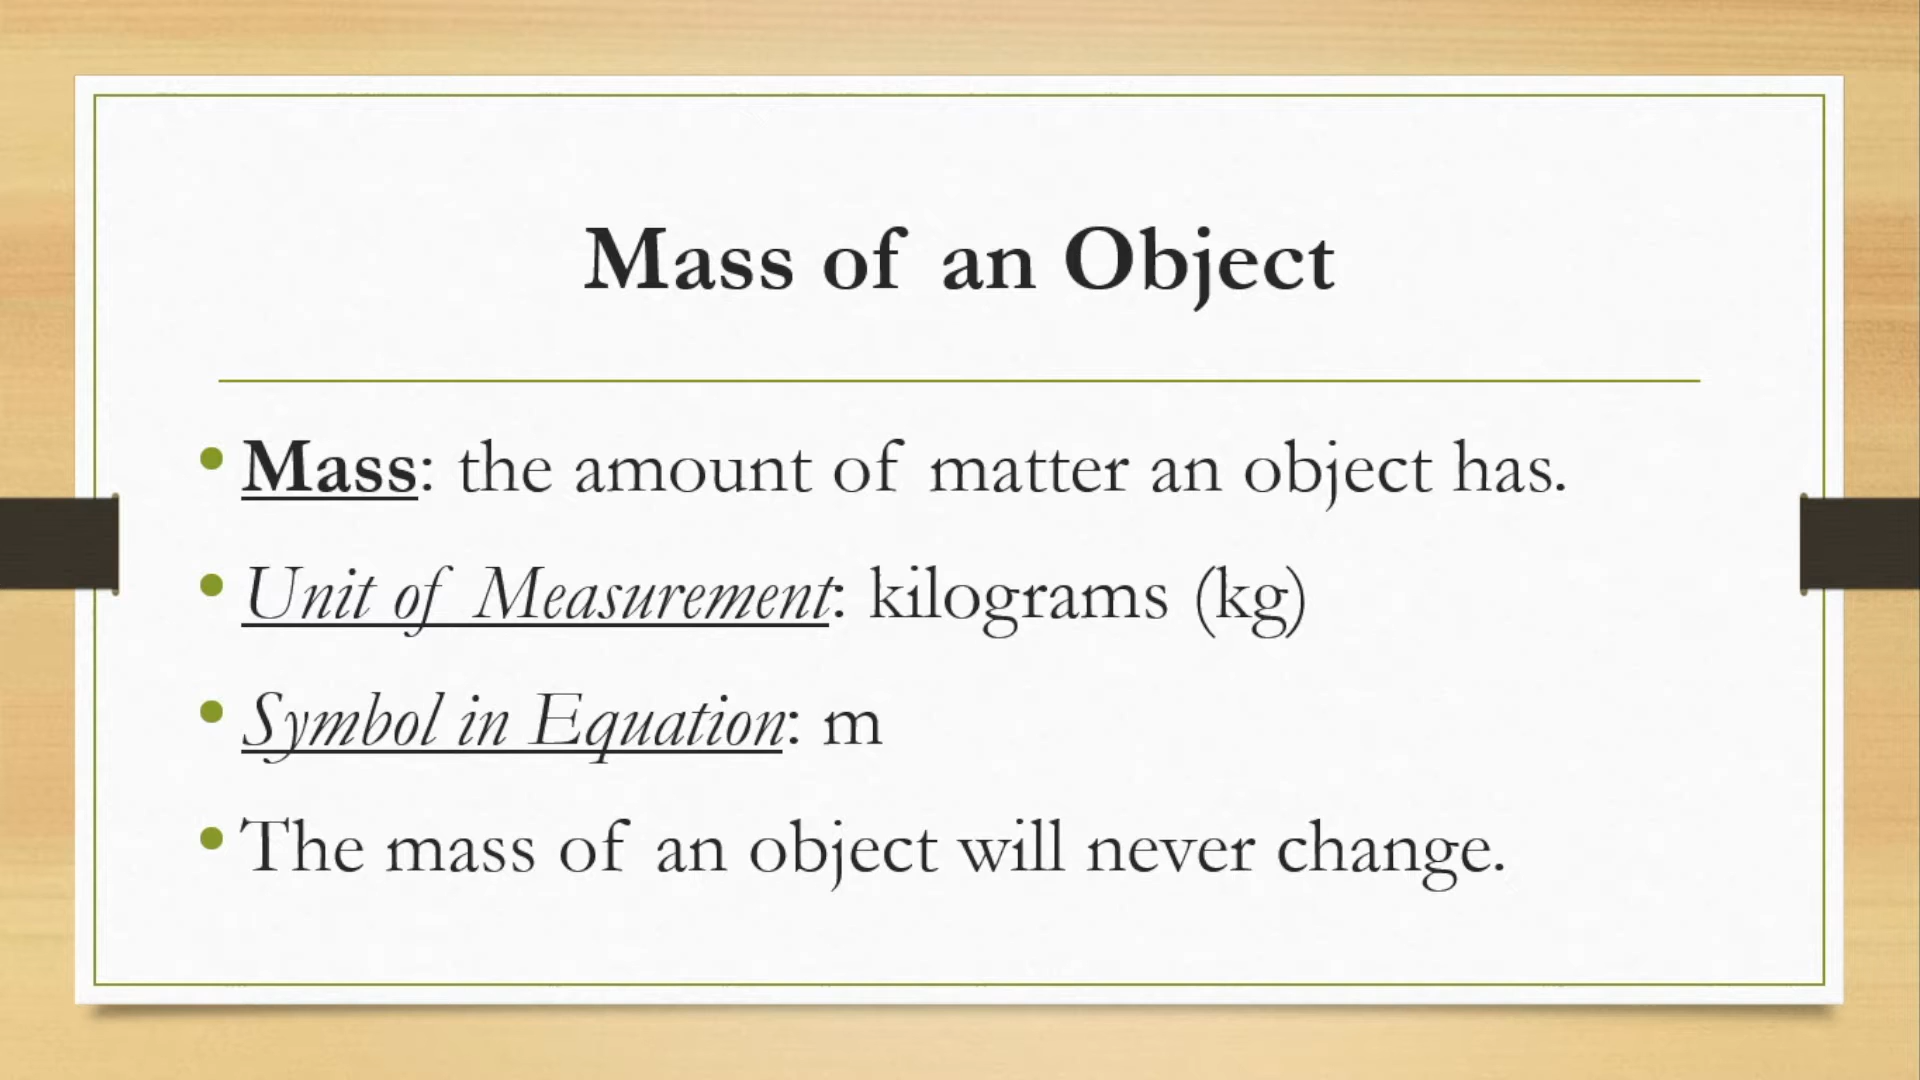 Mass of an Object
• Mass: the amount of matter an object has.
• Unit of Measurement: kilograms (kg)
• Symbol in Equation: m
• The mass of an object will never change.